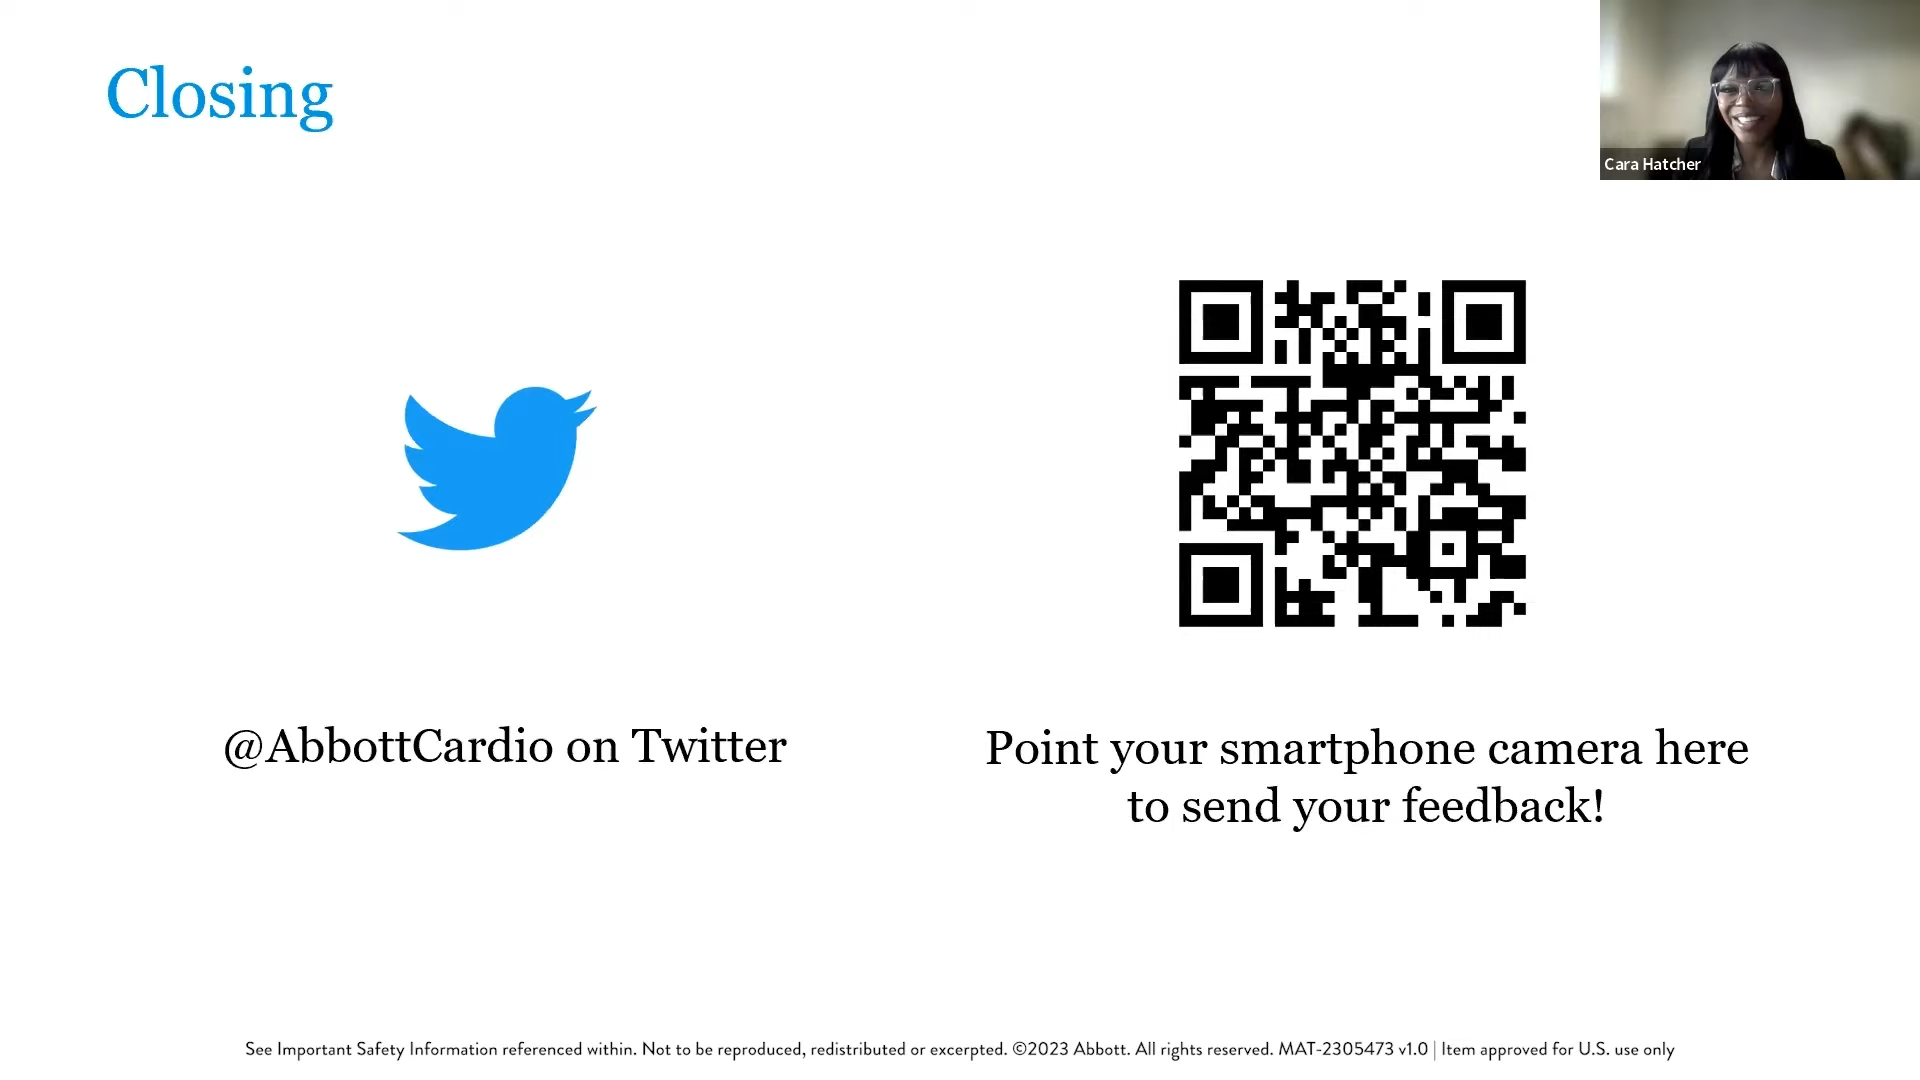 Closing
Cara Hatcher
@AbbottCardio on Twitter
Point your smartphone camera here
to send your feedback!
See Important Safety Information referenced within. Not to be reproduced, redistributed or excerpted. ©2023 Abbott. All rights reserved. MAT-2305473 v1.0 | Item approved for U.S. use only